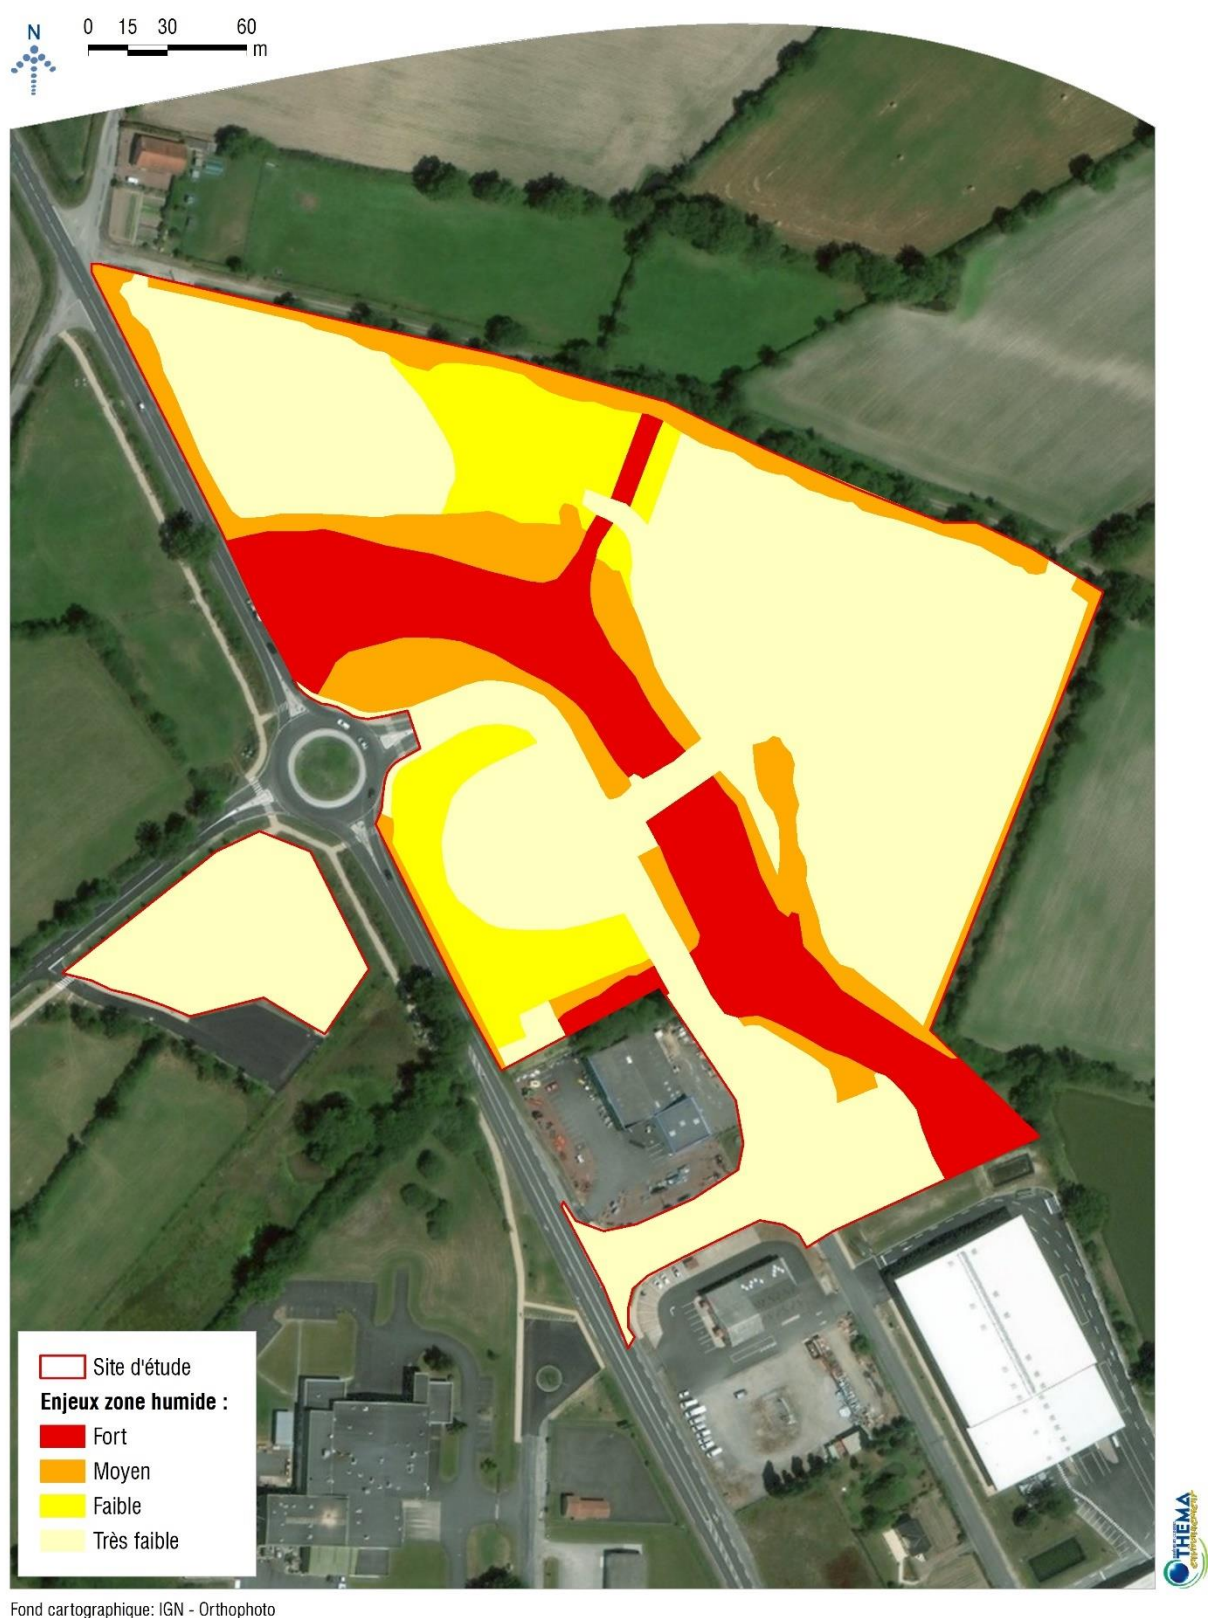 N
0 15 30 60
m
Site d'étude
Enjeux zone humide :
Fort
Moyen
Faible
Très faible
THEMA
Fond cartographique: IGN - Orthophoto